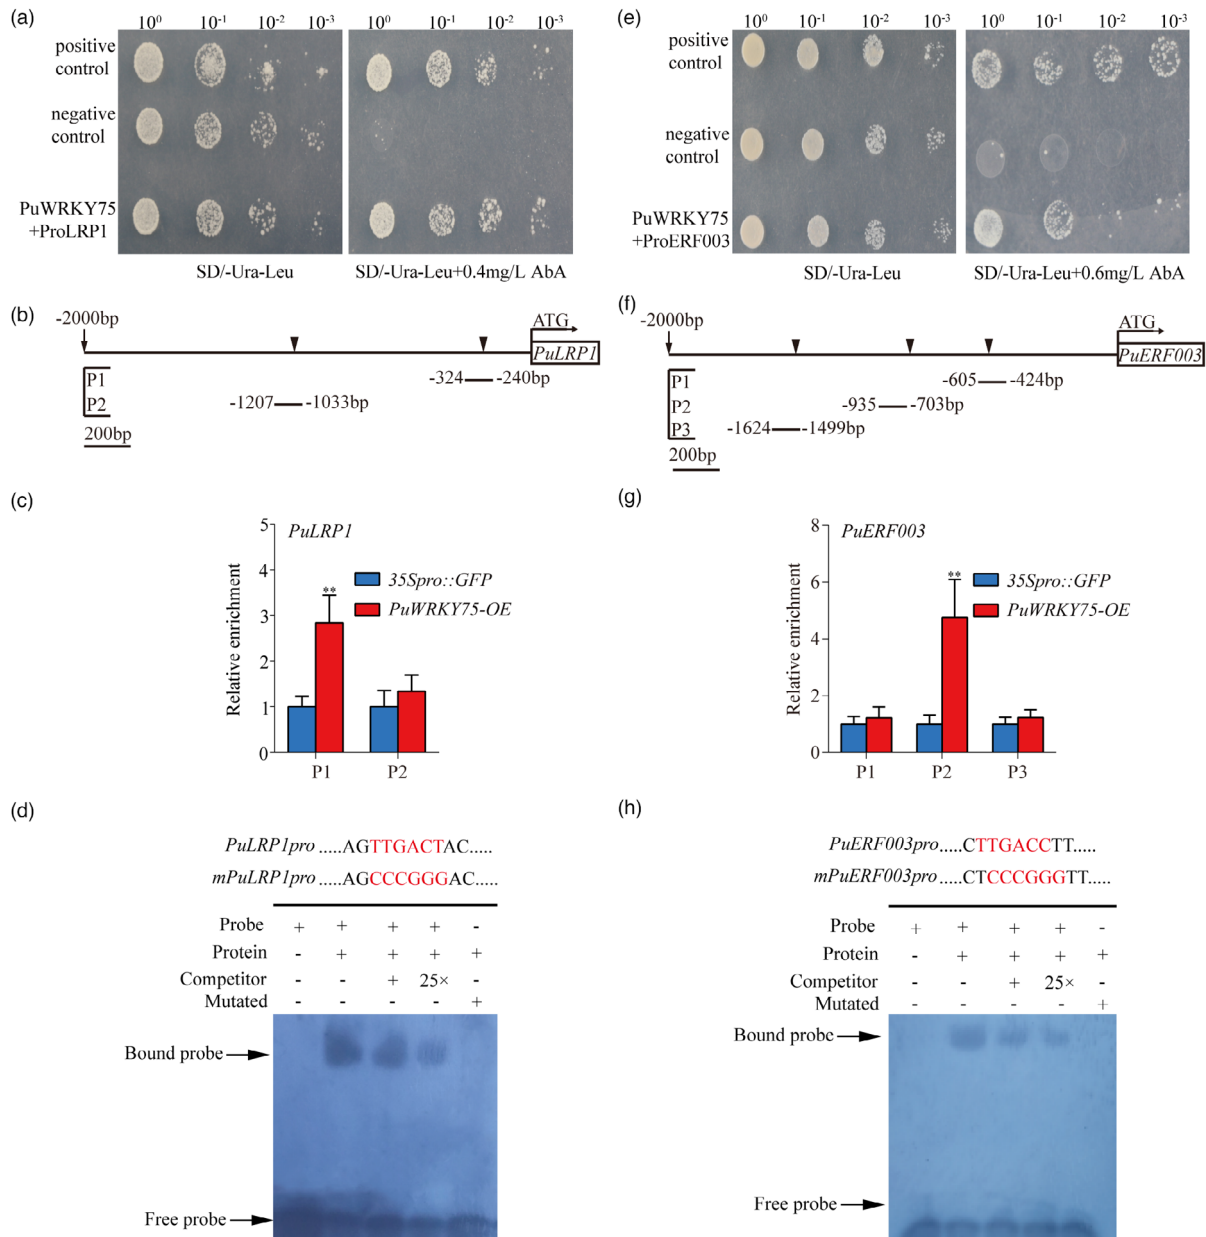 (a)
10⁰ 10⁻¹ 10⁻² 10⁻³
positive
control
negative
control
PuWRKY75
+ProLRP1
SD/-Ura-Leu
SD/-Ura-Leu+0.4mg/L AbA
10⁰ 10⁻¹ 10⁻² 10⁻³
(b)
-2000bp
ATG
PuLRP1
P1
-324 -240bp
P2
-1207 -1033bp
200bp
(c)
PuLRP1
Relative enrichment
5
4
3
2
1
0
**
35Spro::GFP
PuWRKY75-OE
P1 P2
(d)
PuLRP1pro .....AGTTGACTAC.....
mPuLRP1pro .....AGCCCGGGAC.....
Probe + + + + -
Protein - + + + +
Competitor - - + 25× -
Mutated - - - - +
Bound probe
Free probe
(e)
10⁰ 10⁻¹ 10⁻² 10⁻³
10⁰ 10⁻¹ 10⁻² 10⁻³
positive
control
negative
control
PuWRKY75
+ProERF003
SD/-Ura-Leu
SD/-Ura-Leu+0.6mg/L AbA
(f)
-2000bp
ATG
PuERF003
P1
-605 -424bp
P2
-935 -703bp
P3
-1624 -1499bp
200bp
(g)
PuERF003
Relative enrichment
8
6
4
2
0
**
35Spro::GFP
PuWRKY75-OE
P1 P2 P3
(h)
PuERF003pro.....CTTGACCTT.....
mPuERF003pro.....CTCCCGGGTT.....
Probe + + + + -
Protein - + + + +
Competitor - - + 25× -
Mutated - - - - +
Bound probe
Free probe